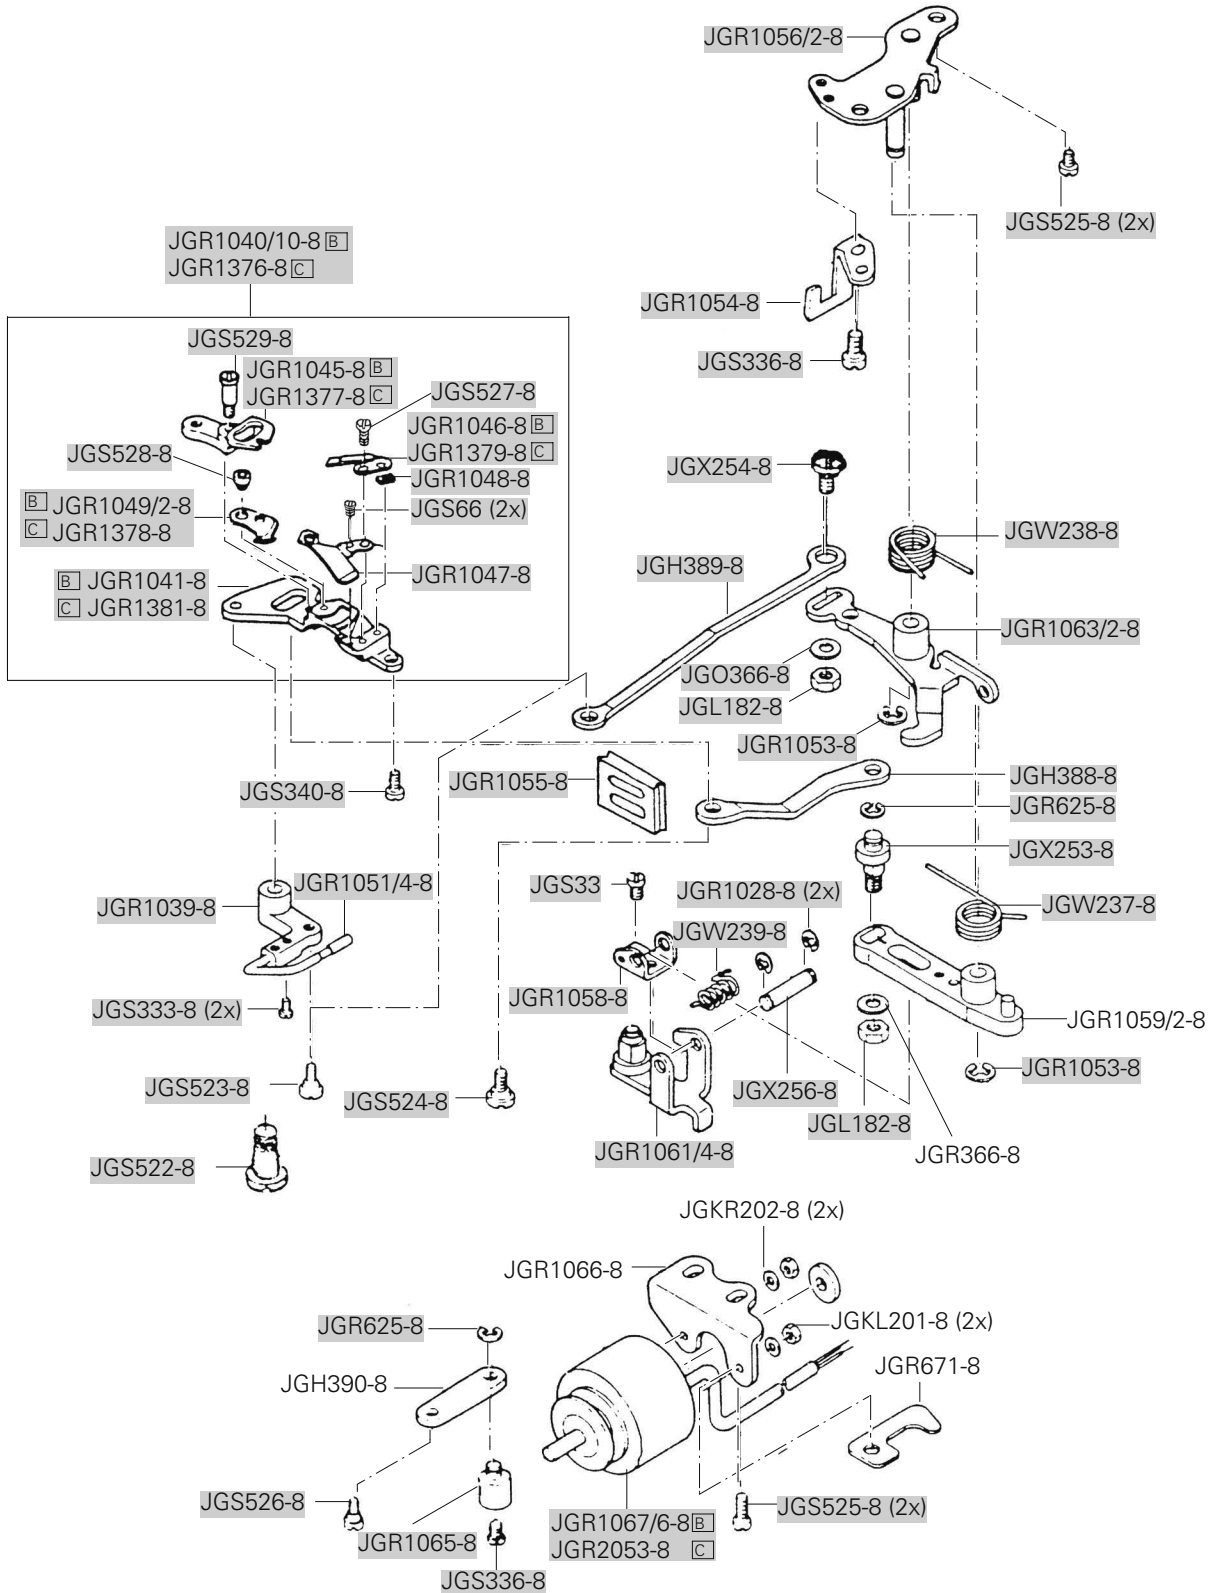 JGR1056/2-8
JGS525-8 (2x)
JGR1040/10-8 B
JGR1376-8 C
JGR1054-8
JGS336-8
JGS529-8
JGR1045-8 B
JGR1377-8 C
JGS527-8
JGR1046-8 B
JGR1379-8 C
JGS528-8
JGR1048-8
JGX254-8
B JGR1049/2-8
C JGR1378-8
JGS66 (2x)
JGW238-8
JGH389-8
B JGR1041-8
C JGR1381-8
JGR1047-8
JGR1063/2-8
JGO366-8
JGL182-8
JGR1053-8
JGS340-8
JGR1055-8
JGH388-8
JGR625-8
JGX253-8
JGR1051/4-8
JGS33
JGR1028-8 (2x)
JGR1039-8
JGW237-8
JGW239-8
JGS333-8 (2x)
JGR1058-8
JGR1059/2-8
JGS523-8
JGS524-8
JGX256-8
JGR1053-8
JGL182-8
JGS522-8
JGR1061/4-8
JGR366-8
JGKR202-8 (2x)
JGR1066-8
JGR625-8
JGKL201-8 (2x)
JGH390-8
JGR671-8
JGS526-8
JGR1065-8
JGR1067/6-8 B
JGR2053-8 C
JGS525-8 (2x)
JGS336-8